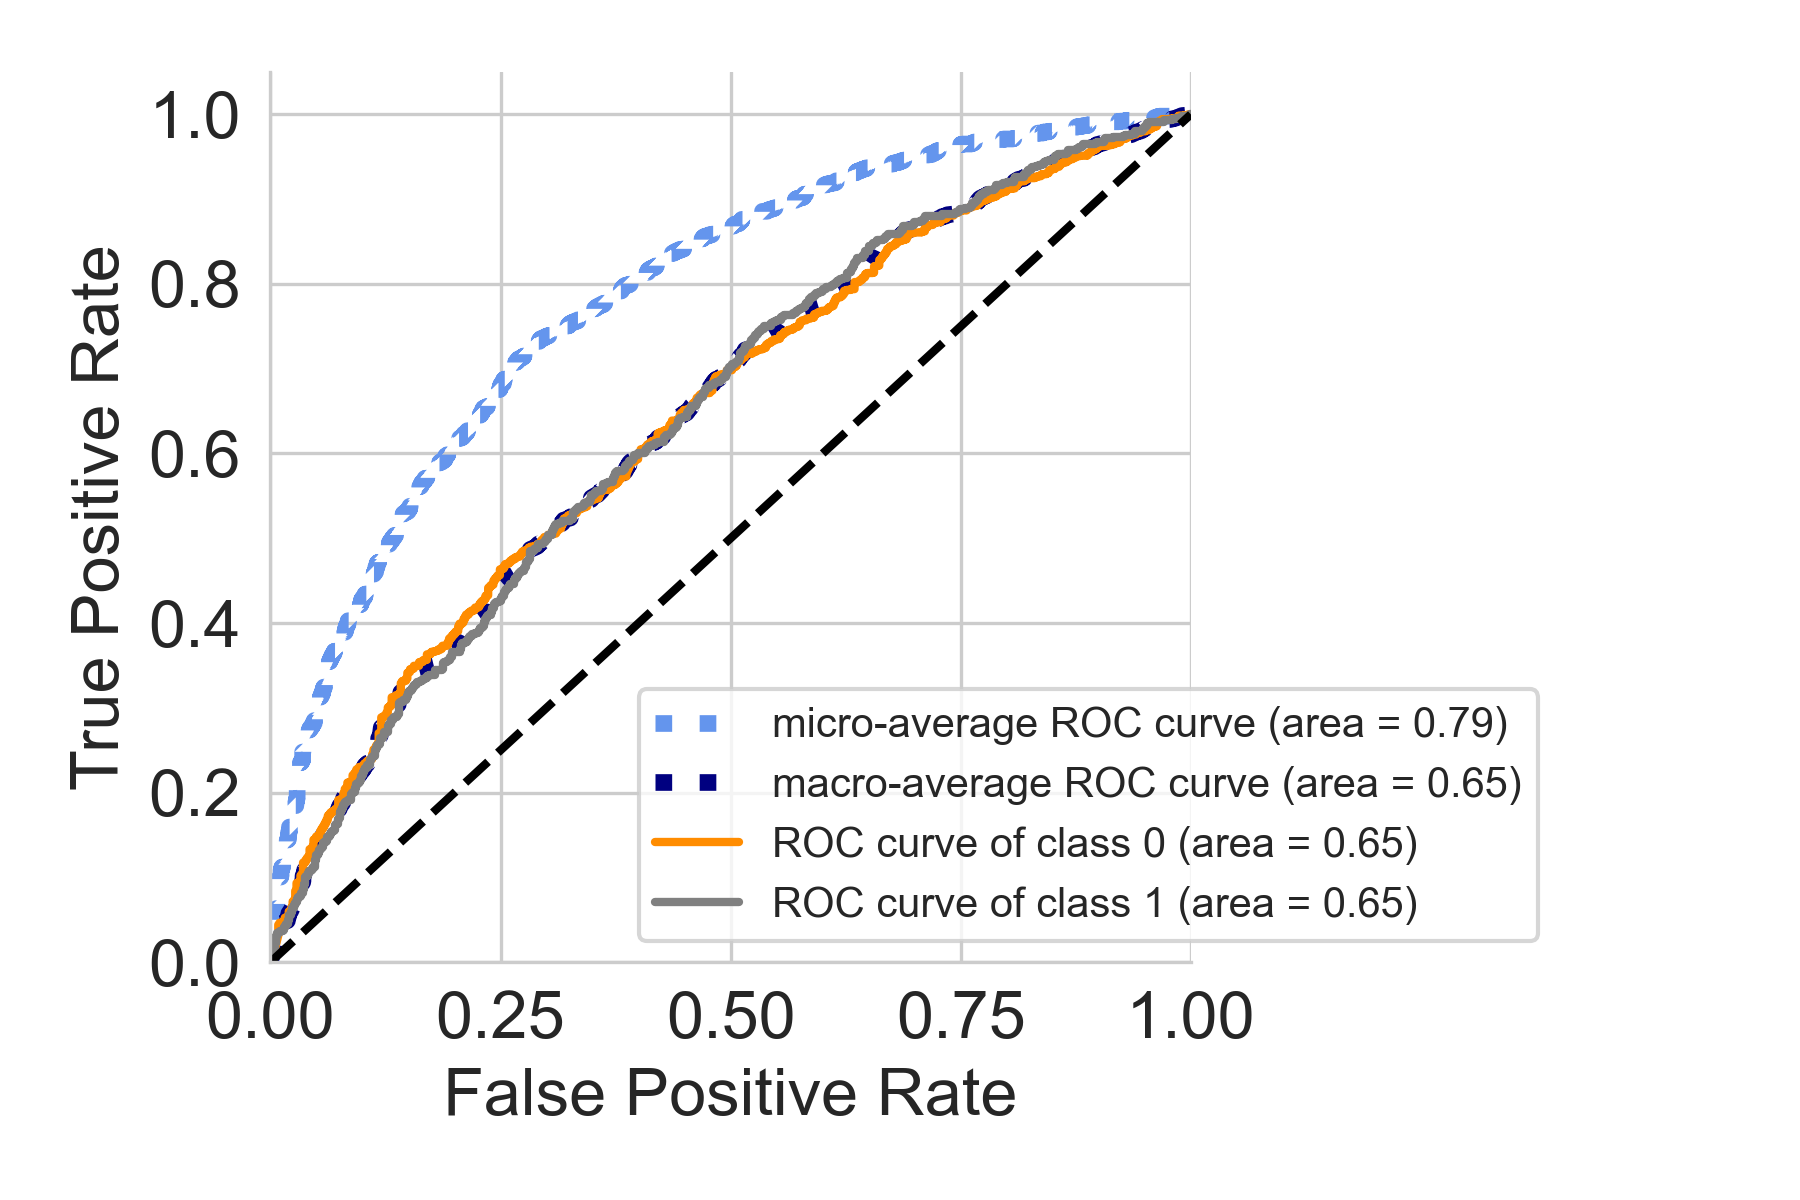 True Positive Rate
1.0
0.8
0.6
0.4
0.2
0.0
micro-average ROC curve (area = 0.79)
macro-average ROC curve (area = 0.65)
ROC curve of class 0 (area = 0.65)
ROC curve of class 1 (area = 0.65)
0.00 0.25 0.50 0.75 1.00
False Positive Rate